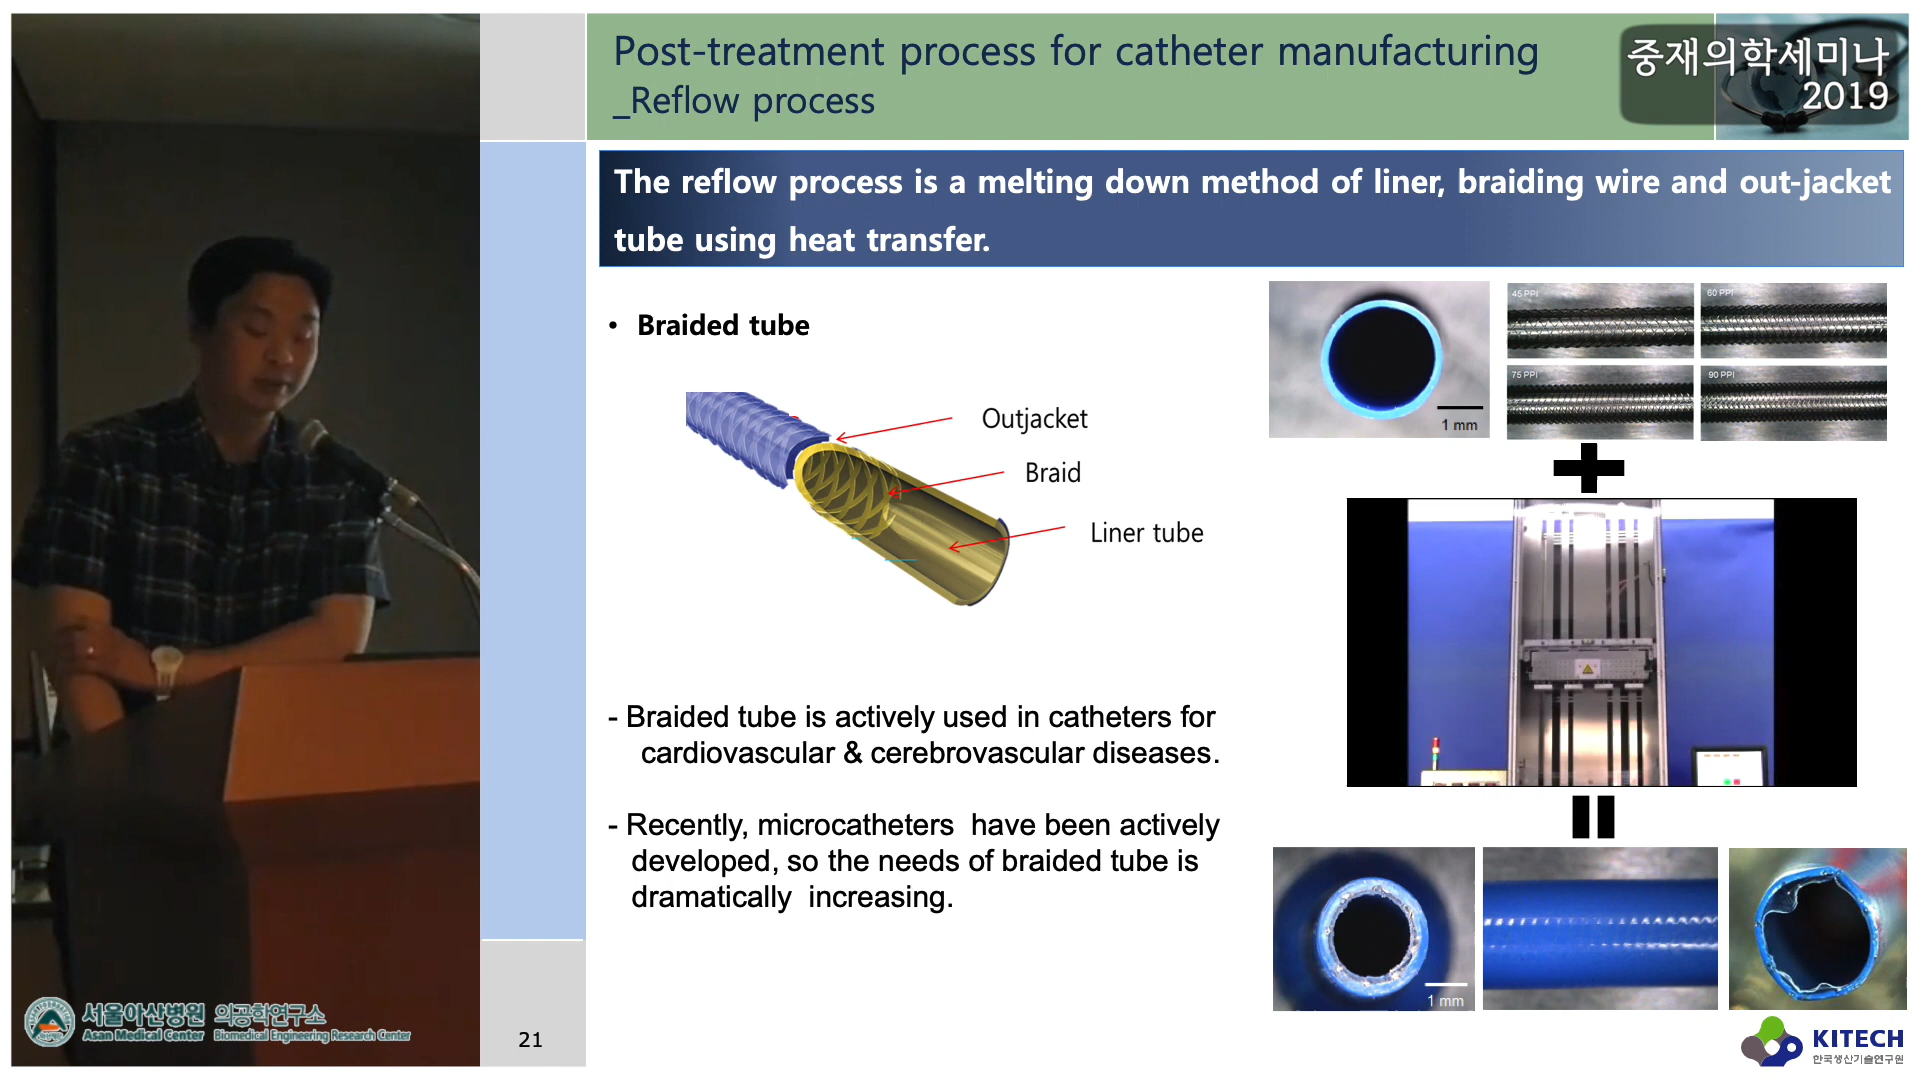 Post-treatment process for catheter manufacturing
_Reflow process
중재의학세미나
2019
The reflow process is a melting down method of liner, braiding wire and out-jacket
tube using heat transfer.
• Braided tube
Outjacket
Braid
Liner tube
1 mm
45 PPI
60 PPI
75 PPI
90 PPI
- Braided tube is actively used in catheters for
cardiovascular & cerebrovascular diseases.
- Recently, microcatheters have been actively
developed, so the needs of braided tube is
dramatically increasing.
1 mm
서울아산병원 의공학연구소
Asan Medical Center Biomedical Engineering Research Center
21
KITECH
한국생산기술연구원